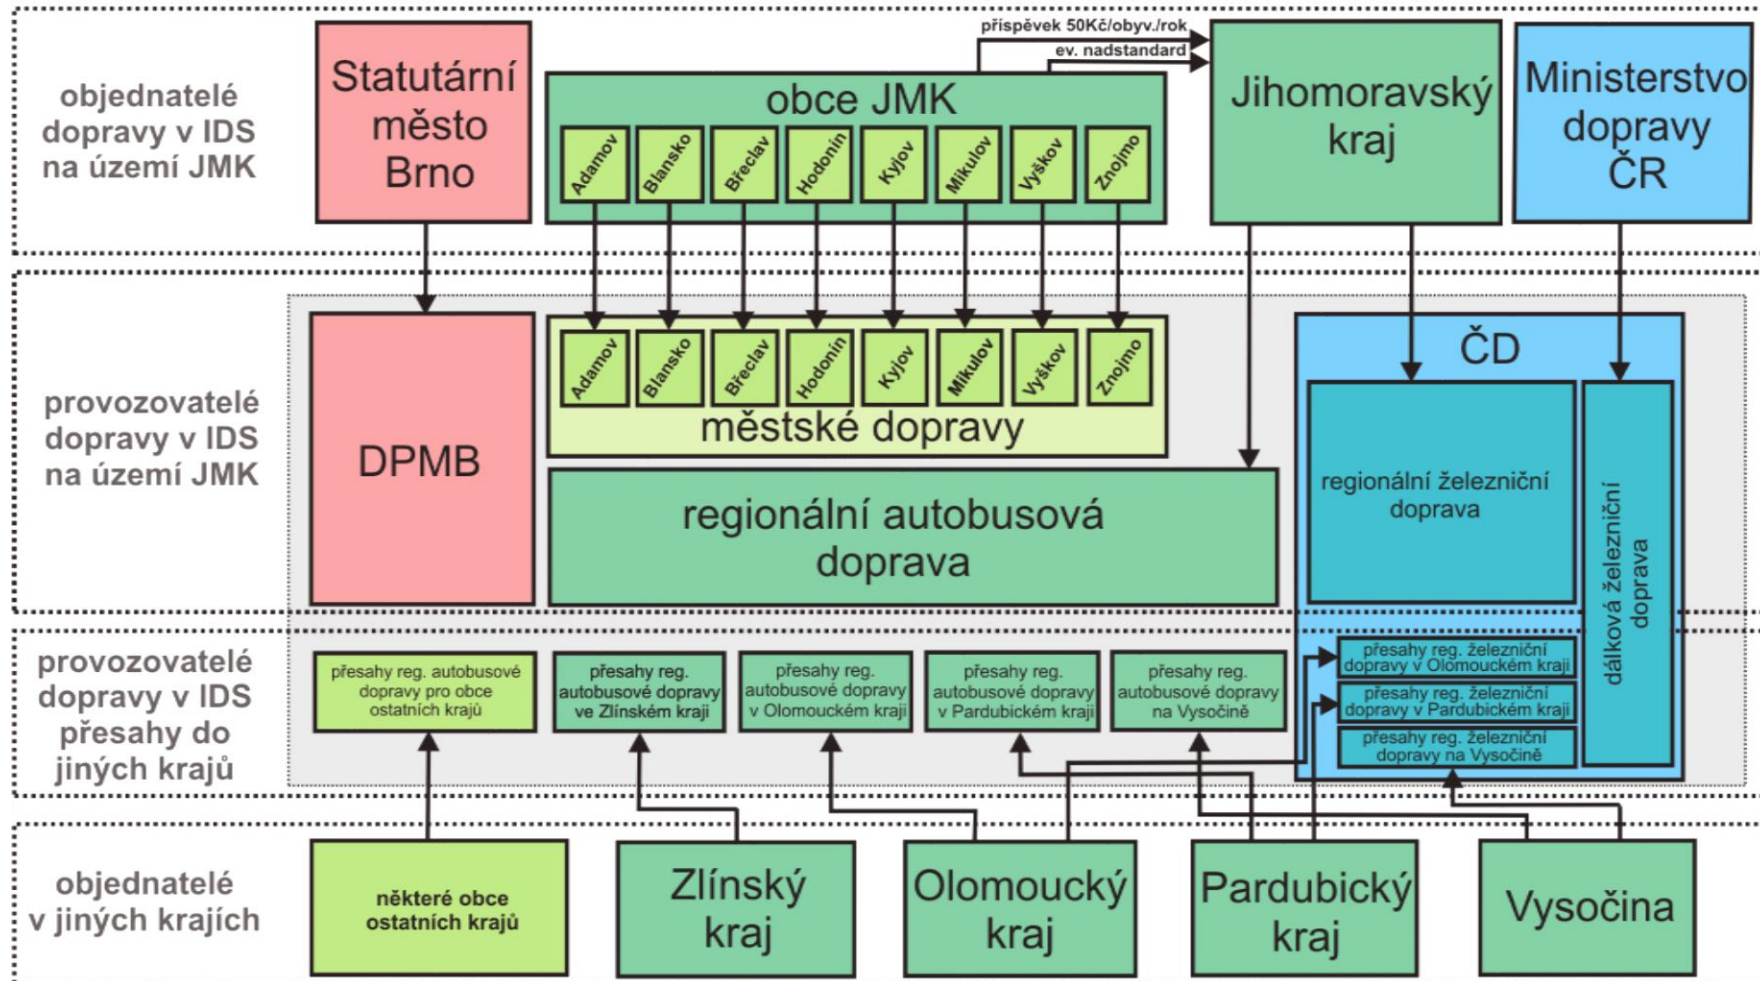 objednatelé
dopravy v IDS
na území JMK
Statutární
město
Brno
příspěvek 50Kč/obyv./rok
ev. nadstandard
obce JMK
Adamov
Blansko
Břeclav
Hodonín
Kyjov
Mikulov
Vyškov
Znojmo
Jihomoravský
kraj
Ministerstvo
dopravy
ČR
provozovatelé
dopravy v IDS
na území JMK
DPMB
Adamov
Blansko
Břeclav
Hodonín
Kyjov
Mikulov
Vyškov
Znojmo
městské dopravy
regionální autobusová
doprava
ČD
regionální železniční
doprava
dálková železniční
doprava
provozovatelé
dopravy v IDS
přesahy do
jiných krajů
přesahy reg. autobusové
dopravy pro obce
ostatních krajů
přesahy reg.
autobusové dopravy
ve Zlínském kraji
přesahy reg.
autobusové dopravy
v Olomouckém kraji
přesahy reg.
autobusové dopravy
v Pardubickém kraji
přesahy reg.
autobusové dopravy
na Vysočině
přesahy reg. železniční
dopravy v Olomouckém kraji
přesahy reg. železniční
dopravy v Pardubickém kraji
přesahy reg. železniční
dopravy na Vysočině
objednatelé
v jiných krajích
některé obce
ostatních krajů
Zlínský
kraj
Olomoucký
kraj
Pardubický
kraj
Vysočina